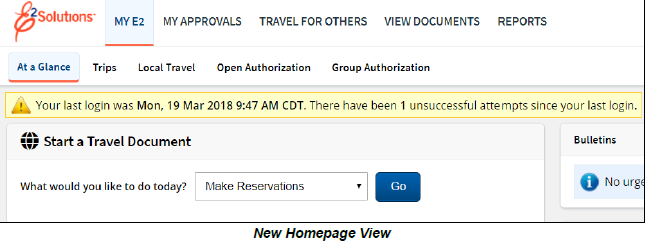 E2Solutions MY E2 MY APPROVALS TRAVEL FOR OTHERS VIEW DOCUMENTS REPORTS
At a Glance Trips Local Travel Open Authorization Group Authorization
Your last login was Mon, 19 Mar 2018 9:47 AM CDT. There have been 1 unsuccessful attempts since your last login.
Start a Travel Document
What would you like to do today? Make Reservations Go
Bulletins
No urge
New Homepage View